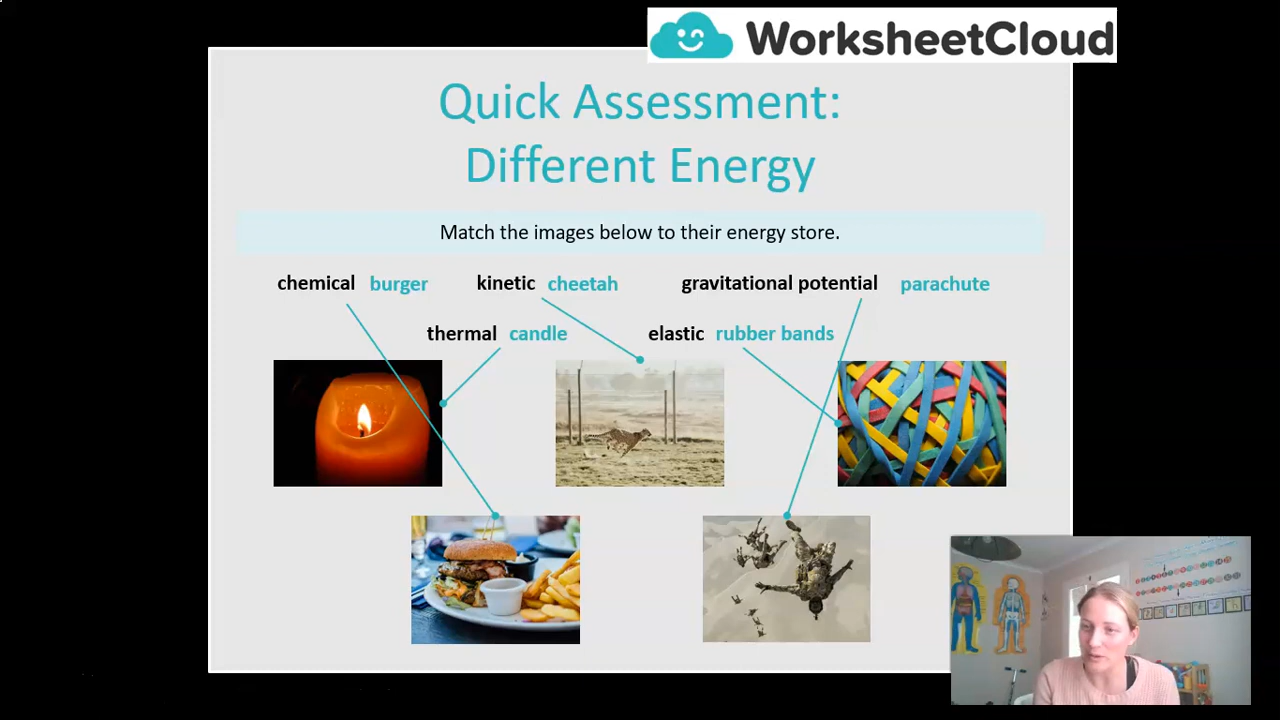 WorksheetCloud
Quick Assessment:
Different Energy
Match the images below to their energy store.
chemical burger kinetic cheetah gravitational potential parachute
thermal candle elastic rubber bands